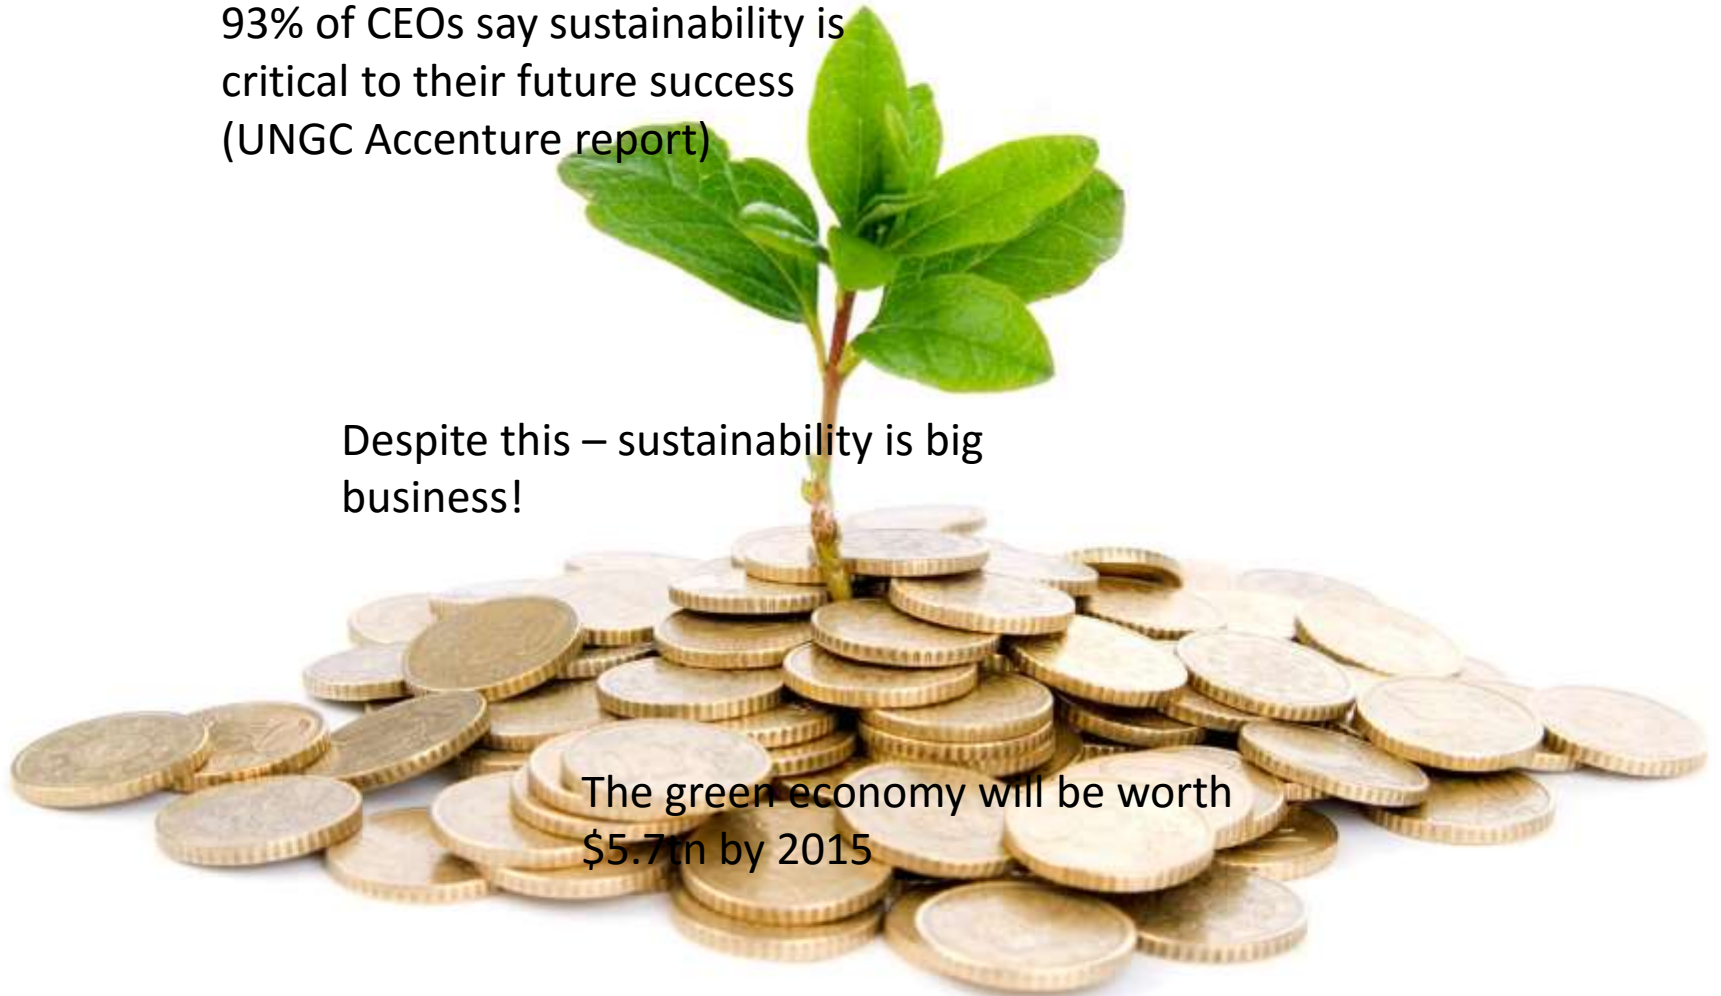 93% of CEOs say sustainability is
critical to their future success
(UNGC Accenture report)
Despite this – sustainability is big
business!
The green economy will be worth
$5.7tn by 2015